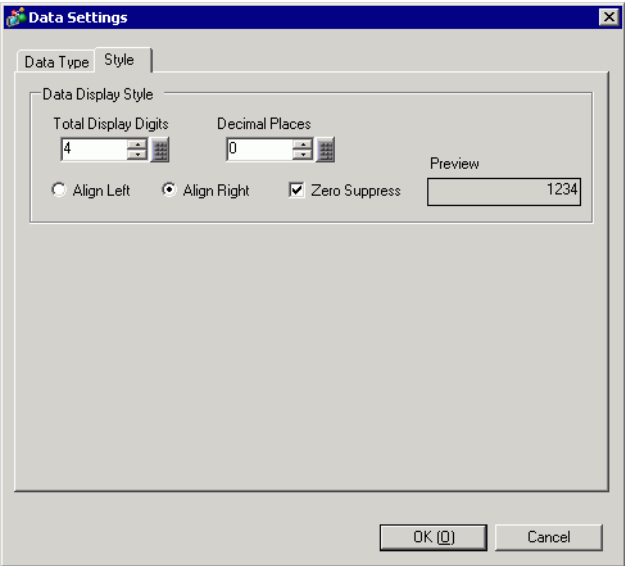 Data Settings
Data Type Style
Data Display Style
Total Display Digits Decimal Places
4 0
Preview
Align Left Align Right Zero Suppress 1234
OK (O) Cancel